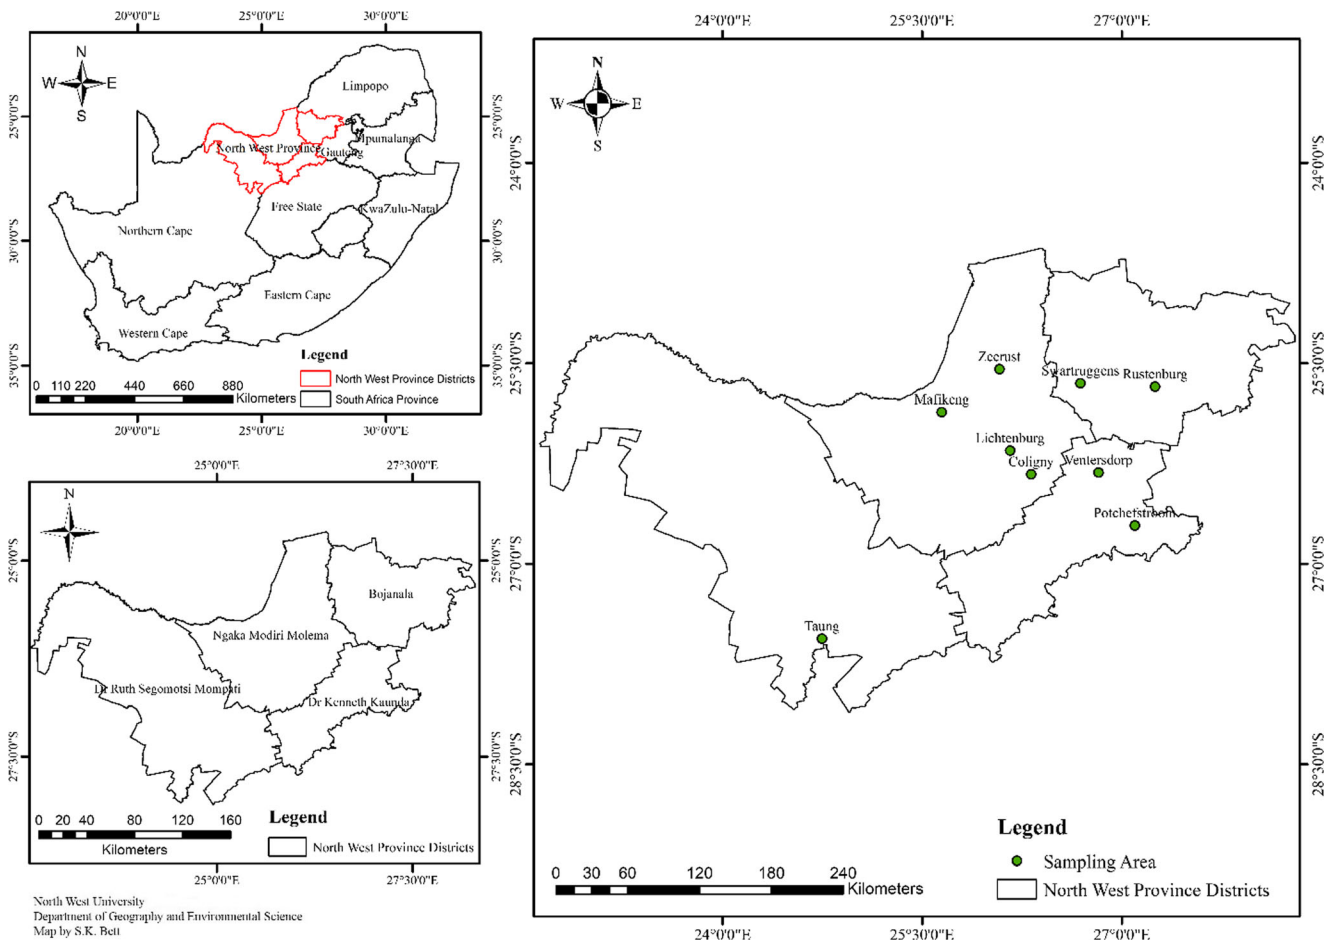 20°0'0"E 25°0'0"E 30°0'0"E
N
W E
S
25°0'0"S
30°0'0"S
35°0'0"S
25°0'0"S
30°0'0"S
35°0'0"S
Limpopo
Mpunalanga
North West Province
Gauteng
Free State
KwaZulu-Natal
Northern Cape
Eastern Cape
Western Cape
Legend
North West Province Districts
South Africa Province
0 110 220 440 660 880
Kilometers
20°0'0"E 25°0'0"E 30°0'0"E
25°0'0"E 27°30'0"E
N
25°0'0"S
27°30'0"S
25°0'0"S
27°30'0"S
Bojanala
Ngaka Modiri Molema
Dr Ruth Segomotsi Mompati
Dr Kenneth Kaunda
Legend
North West Province Districts
0 20 40 80 120 160
Kilometers
25°0'0"E 27°30'0"E
North West University
Department of Geography and Environmental Science
Map by S.K. Bett
24°0'0"E 25°30'0"E 27°0'0"E
N
W E
S
24°0'0"S
25°30'0"S
27°0'0"S
28°30'0"S
24°0'0"S
25°30'0"S
27°0'0"S
28°30'0"S
Zeerust
Swartruggens
Rustenburg
Mafikeng
Lichtenburg
Coligny
Ventersdorp
Potchefstroom
Taung
Legend
Sampling Area
North West Province Districts
0 30 60 120 180 240
Kilometers
24°0'0"E 25°30'0"E 27°0'0"E